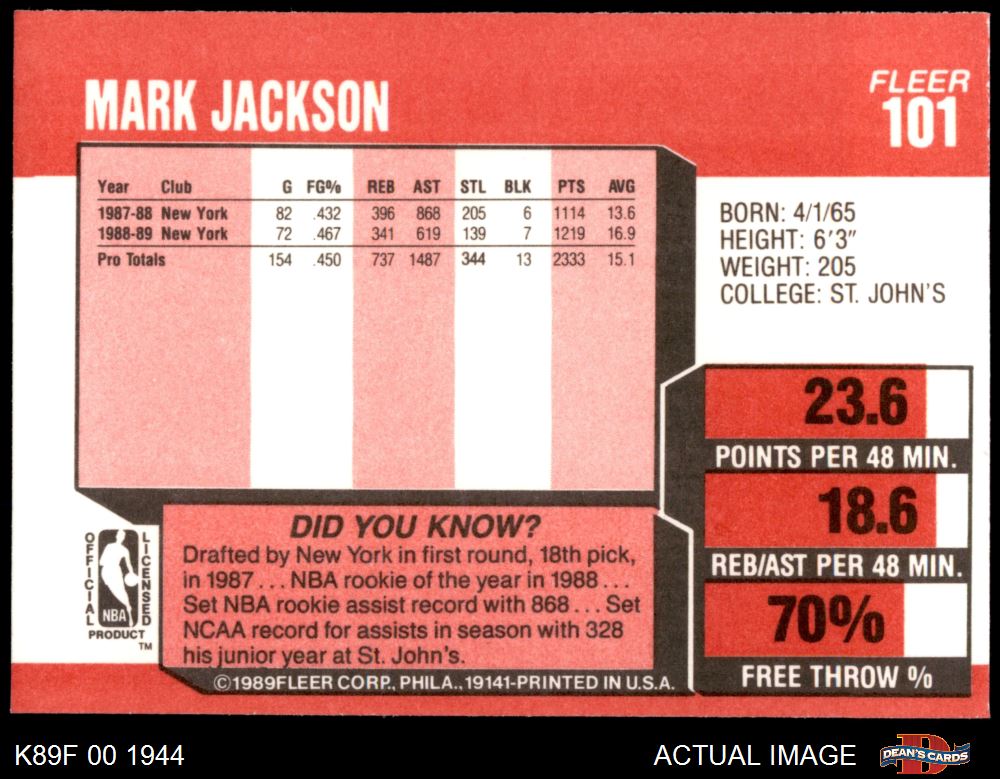 MARK JACKSON
FLEER
101
Year Club G FG% REB AST STL BLK PTS AVG
1987-88 New York 82 .432 396 868 205 6 1114 13.6
1988-89 New York 72 .467 341 619 139 7 1219 16.9
Pro Totals 154 .450 737 1487 344 13 2333 15.1
BORN: 4/1/65
HEIGHT: 6'3"
WEIGHT: 205
COLLEGE: ST. JOHN'S
23.6
POINTS PER 48 MIN.
18.6
REB/AST PER 48 MIN.
70%
FREE THROW %
DID YOU KNOW?
Drafted by New York in first round, 18th pick,
in 1987... NBA rookie of the year in 1988...
Set NBA rookie assist record with 868... Set
NCAA record for assists in season with 328
his junior year at St. John's.
OFFICIAL
LICENSED
NBA
PRODUCT
TM
©1989FLEER CORP., PHILA., 19141-PRINTED IN U.S.A.
K89F 00 1944
ACTUAL IMAGE
D
DEAN'S CARDS